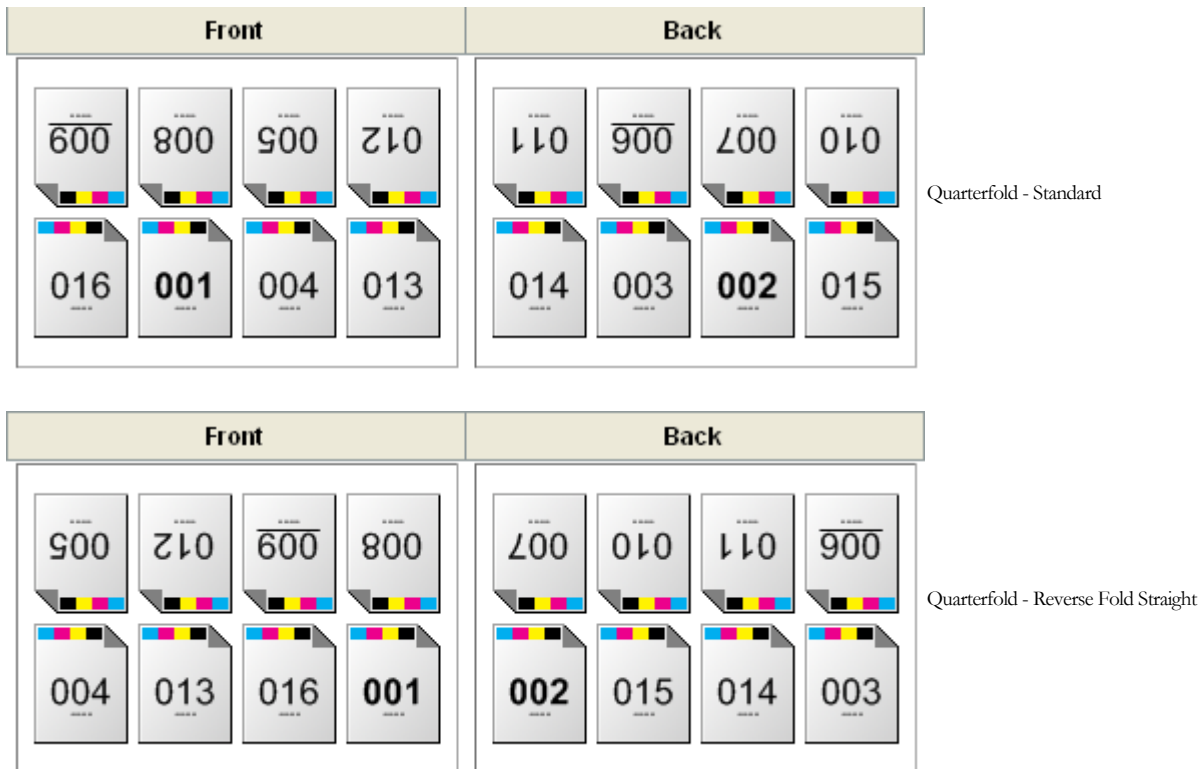 Front Back
009 008 005 012 011 006 007 010
Quarterfold - Standard
016 001 004 013 014 003 002 015
Front Back
005 012 009 008 007 010 011 006
Quarterfold - Reverse Fold Straight
004 013 016 001 002 015 014 003